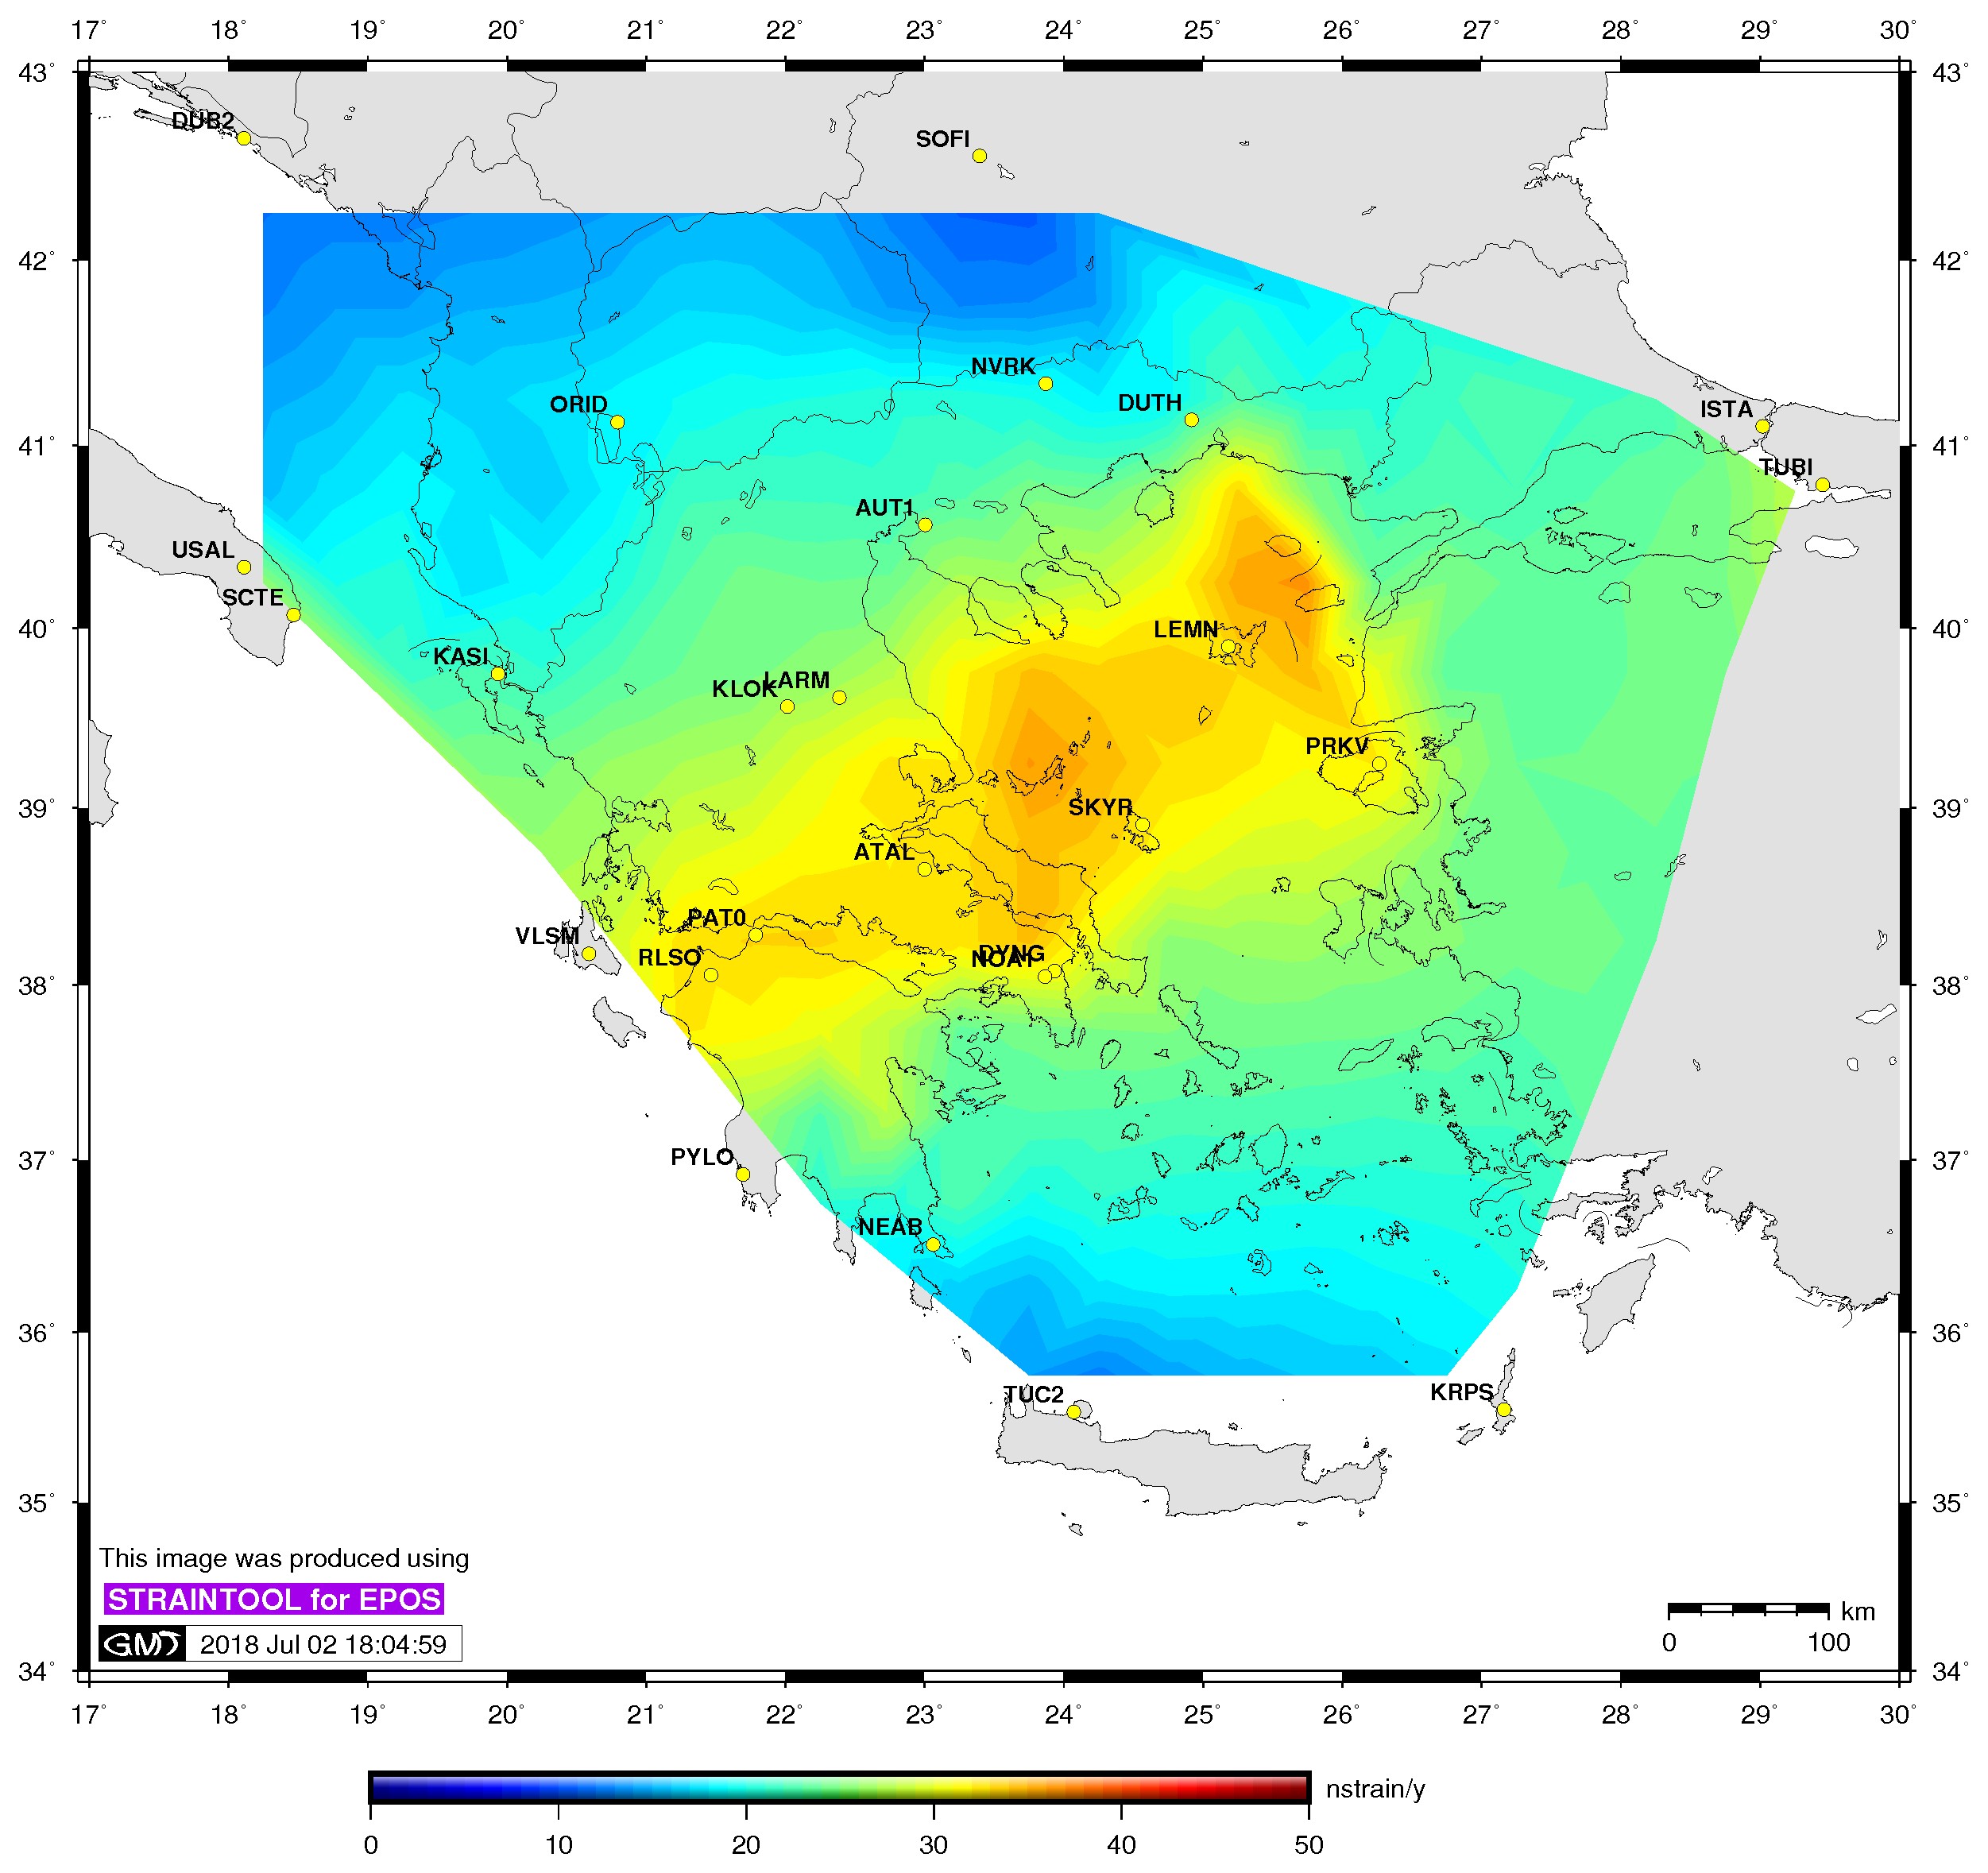 17° 18° 19° 20° 21° 22° 23° 24° 25° 26° 27° 28° 29° 30°
43° 43°
DUB2
SOFI
42° 42°
NVRK
DUTH
ORID
ISTA
41° 41°
TUBI
AUT1
USAL
SCTE
40° 40°
LEMN
KASI
KLOK
LARM
PRKV
39° 39°
SKYR
ATAL
PAT0
VLSM
RLSO
DYNG
NOA1
38° 38°
PYLO
37° 37°
NEAB
36° 36°
TUC2
KRPS
35° 35°
This image was produced using
STRAINTOOL for EPOS
GMT 2018 Jul 02 18:04:59
km
0 100
34° 34°
17° 18° 19° 20° 21° 22° 23° 24° 25° 26° 27° 28° 29° 30°
nstrain/y
0 10 20 30 40 50